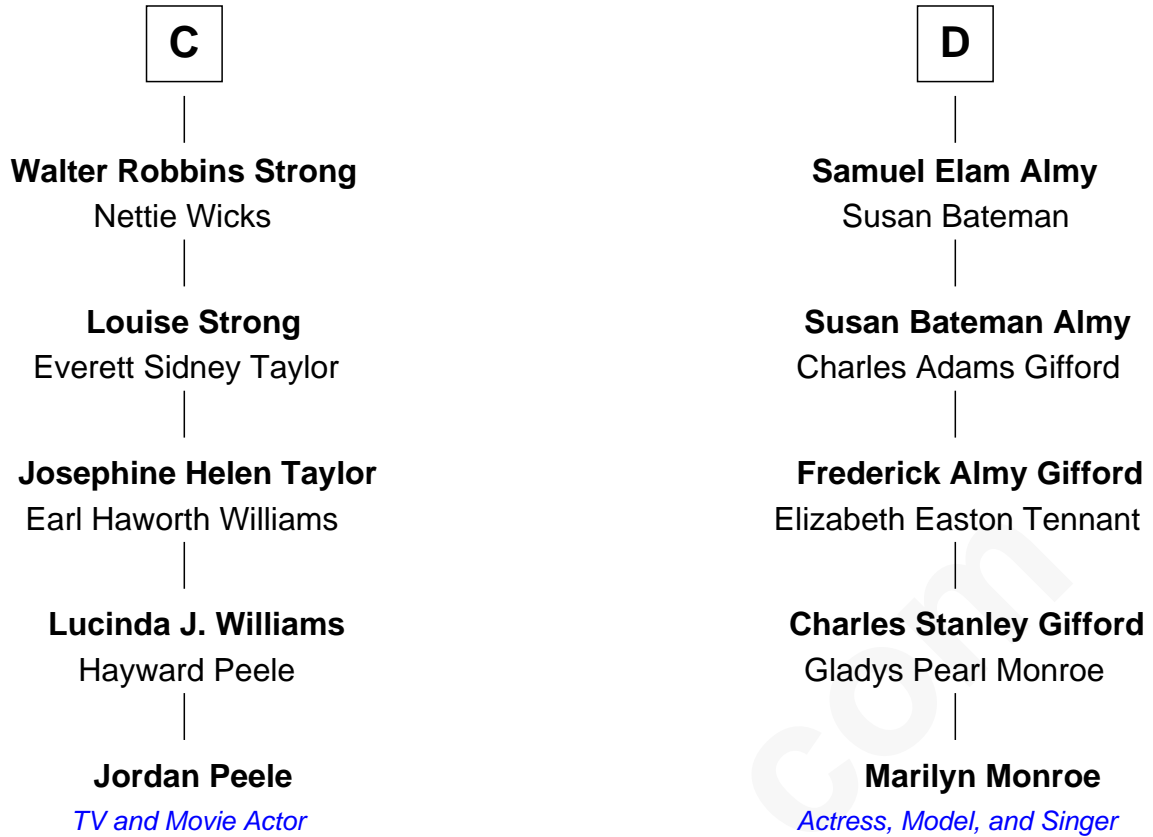 C
Walter Robbins Strong
Nettie Wicks
Louise Strong
Everett Sidney Taylor
Josephine Helen Taylor
Earl Haworth Williams
Lucinda J. Williams
Hayward Peele
Jordan Peele
TV and Movie Actor
D
Samuel Elam Almy
Susan Bateman
Susan Bateman Almy
Charles Adams Gifford
Frederick Almy Gifford
Elizabeth Easton Tennant
Charles Stanley Gifford
Gladys Pearl Monroe
Marilyn Monroe
Actress, Model, and Singer
com